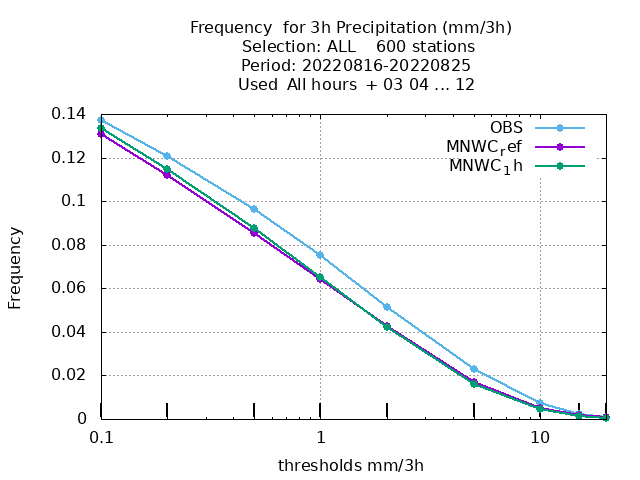 Frequency  for 3h Precipitation (mm/3h)
Selection: ALL    600 stations
Period: 20220816-20220825
Used  All hours  + 03 04 ... 12
OBS
MNWC_ref
MNWC_1h
0.14
0.12
0.1
0.08
0.06
0.04
0.02
0
Frequency
0.1
1
10
thresholds mm/3h